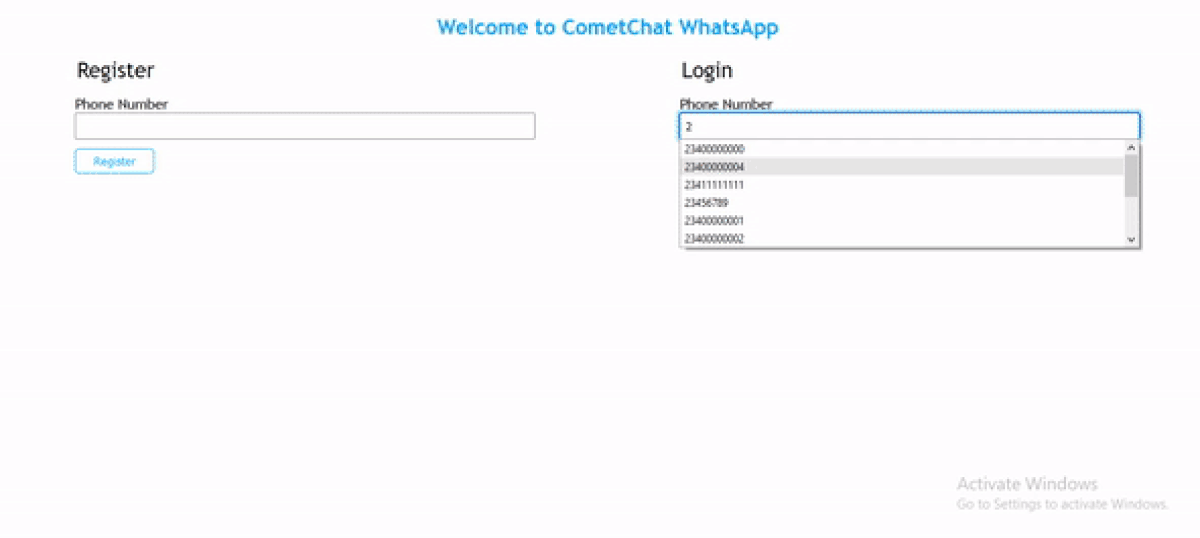 Welcome to CometChat WhatsApp
Register
Phone Number
Register
Login
Phone Number
2
23400000000
23400000004
23411111111
23456789
23400000001
23400000002
Activate Windows
Go to Settings to activate Windows.